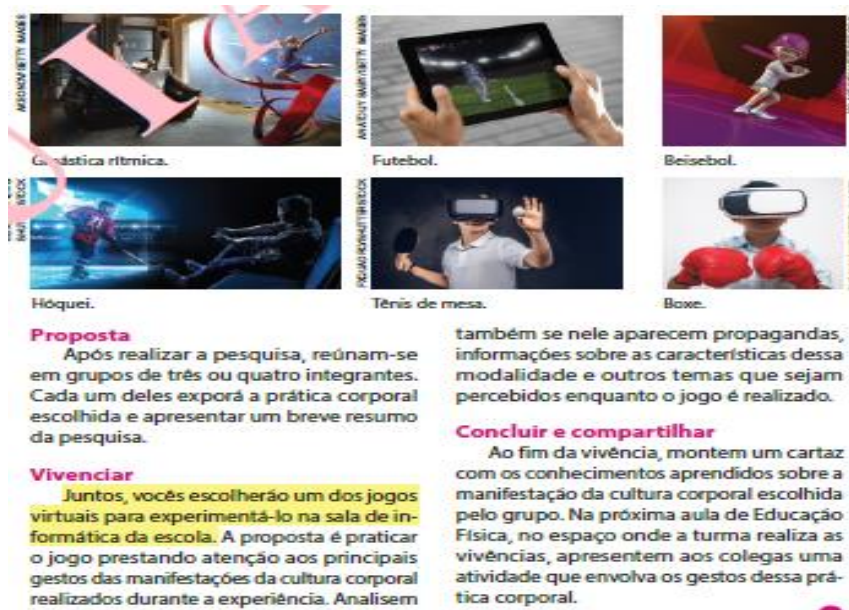 Ginástica rítmica.
Futebol.
Beisebol.
Hóquei.
Tênis de mesa.
Boxe.
Proposta
Após realizar a pesquisa, reúnam-se
em grupos de três ou quatro integrantes.
Cada um deles exporá a prática corporal
escolhida e apresentar um breve resumo
da pesquisa.
Vivenciar
Juntos, vocês escolherão um dos jogos
virtuais para experimentá-lo na sala de in-
formática da escola. A proposta é praticar
o jogo prestando atenção aos principais
gestos das manifestações da cultura corporal
realizados durante a experiência. Analisem
também se nele aparecem propagandas,
informações sobre as características dessa
modalidade e outros temas que sejam
percebidos enquanto o jogo é realizado.
Concluir e compartilhar
Ao fim da vivência, montem um cartaz
com os conhecimentos aprendidos sobre a
manifestação da cultura corporal escolhida
pelo grupo. Na próxima aula de Educação
Física, no espaço onde a turma realiza as
vivências, apresentem aos colegas uma
atividade que envolva os gestos dessa prá-
tica corporal.